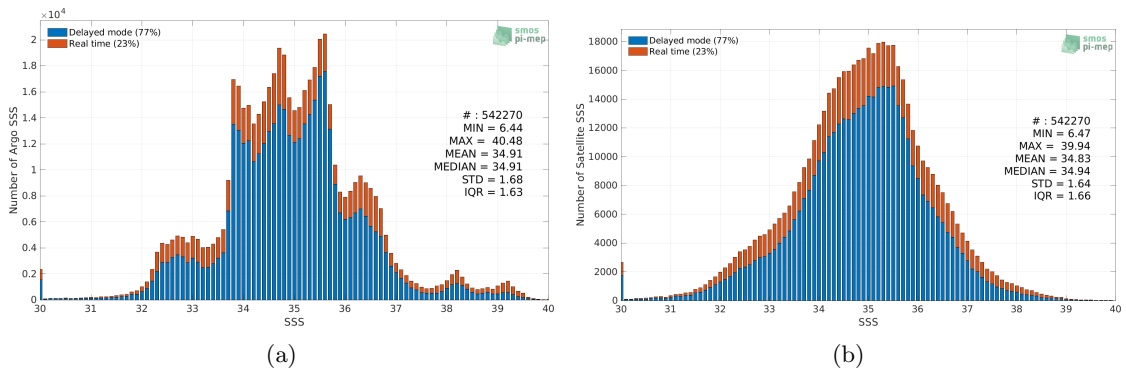 ×10⁴
2
1.8
1.6
1.4
1.2
1
0.8
0.6
0.4
0.2
0
Number of Argo SSS
Delayed mode (77%)
Real time (23%)
smos
pi-mep
# : 542270
MIN = 6.44
MAX = 40.48
MEAN = 34.91
MEDIAN = 34.91
STD = 1.68
IQR = 1.63
30 31 32 33 34 35 36 37 38 39 40
SSS
(a)
18000
16000
14000
12000
10000
8000
6000
4000
2000
0
Number of Satellite SSS
Delayed mode (77%)
Real time (23%)
smos
pi-mep
# : 542270
MIN = 6.47
MAX = 39.94
MEAN = 34.83
MEDIAN = 34.94
STD = 1.64
IQR = 1.66
30 31 32 33 34 35 36 37 38 39 40
SSS
(b)